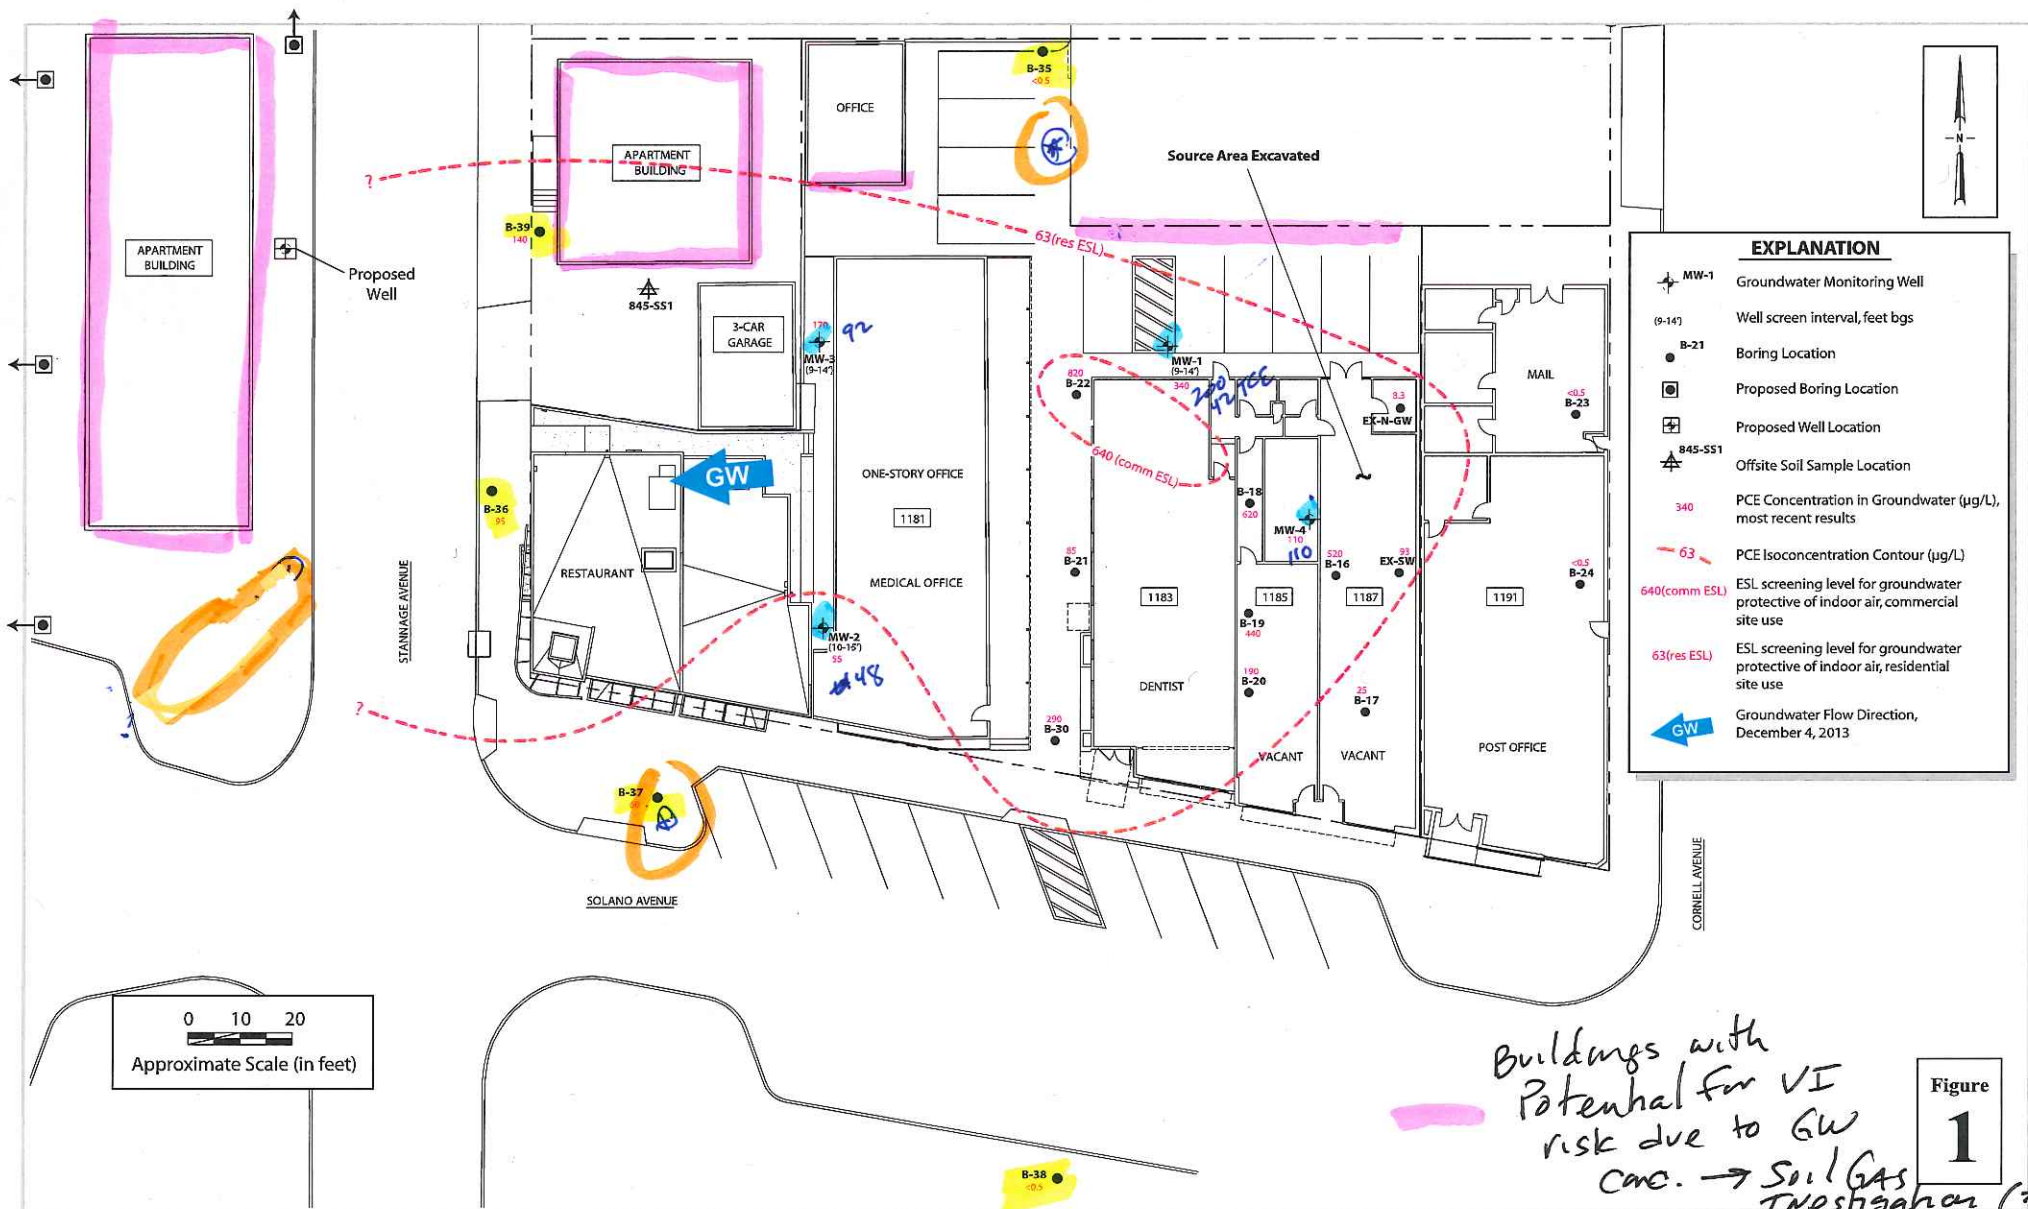 B-35
<0.5
OFFICE
APARTMENT
BUILDING
Source Area Excavated
N
?
B-39
140
63(res ESL)
APARTMENT
BUILDING
Proposed
Well
845-SS1
3-CAR
GARAGE
170
92
MW-3
(9-14')
MW-1
(9-14')
340
200
42 TCE
820
B-22
8.3
EX-N-GW
MAIL
<0.5
B-23
640 (comm ESL)
GW
ONE-STORY OFFICE
1181
B-36
95
B-18
620
MW-4
110
110
RESTAURANT
MEDICAL OFFICE
85
B-21
520
B-16
93
EX-SW
<0.5
B-24
STANNAGE AVENUE
1183
1185
1187
1191
B-19
440
MW-2
(10-15')
55
48
190
B-20
25
B-17
DENTIST
?
290
B-30
VACANT
VACANT
POST OFFICE
B-37
SOLANO AVENUE
CORNELL AVENUE
EXPLANATION
MW-1
Groundwater Monitoring Well
(9-14')
Well screen interval, feet bgs
B-21
Boring Location
Proposed Boring Location
Proposed Well Location
845-SS1
Offsite Soil Sample Location
340
PCE Concentration in Groundwater (µg/L),
most recent results
63
PCE Isoconcentration Contour (µg/L)
640(comm ESL)
ESL screening level for groundwater
protective of indoor air, commercial
site use
63(res ESL)
ESL screening level for groundwater
protective of indoor air, residential
site use
GW
Groundwater Flow Direction,
December 4, 2013
0 10 20
Approximate Scale (in feet)
B-38
<0.5
Buildings with
Potential for VI
risk due to GW
conc. → Soil GAS
Investigation (
Figure
1